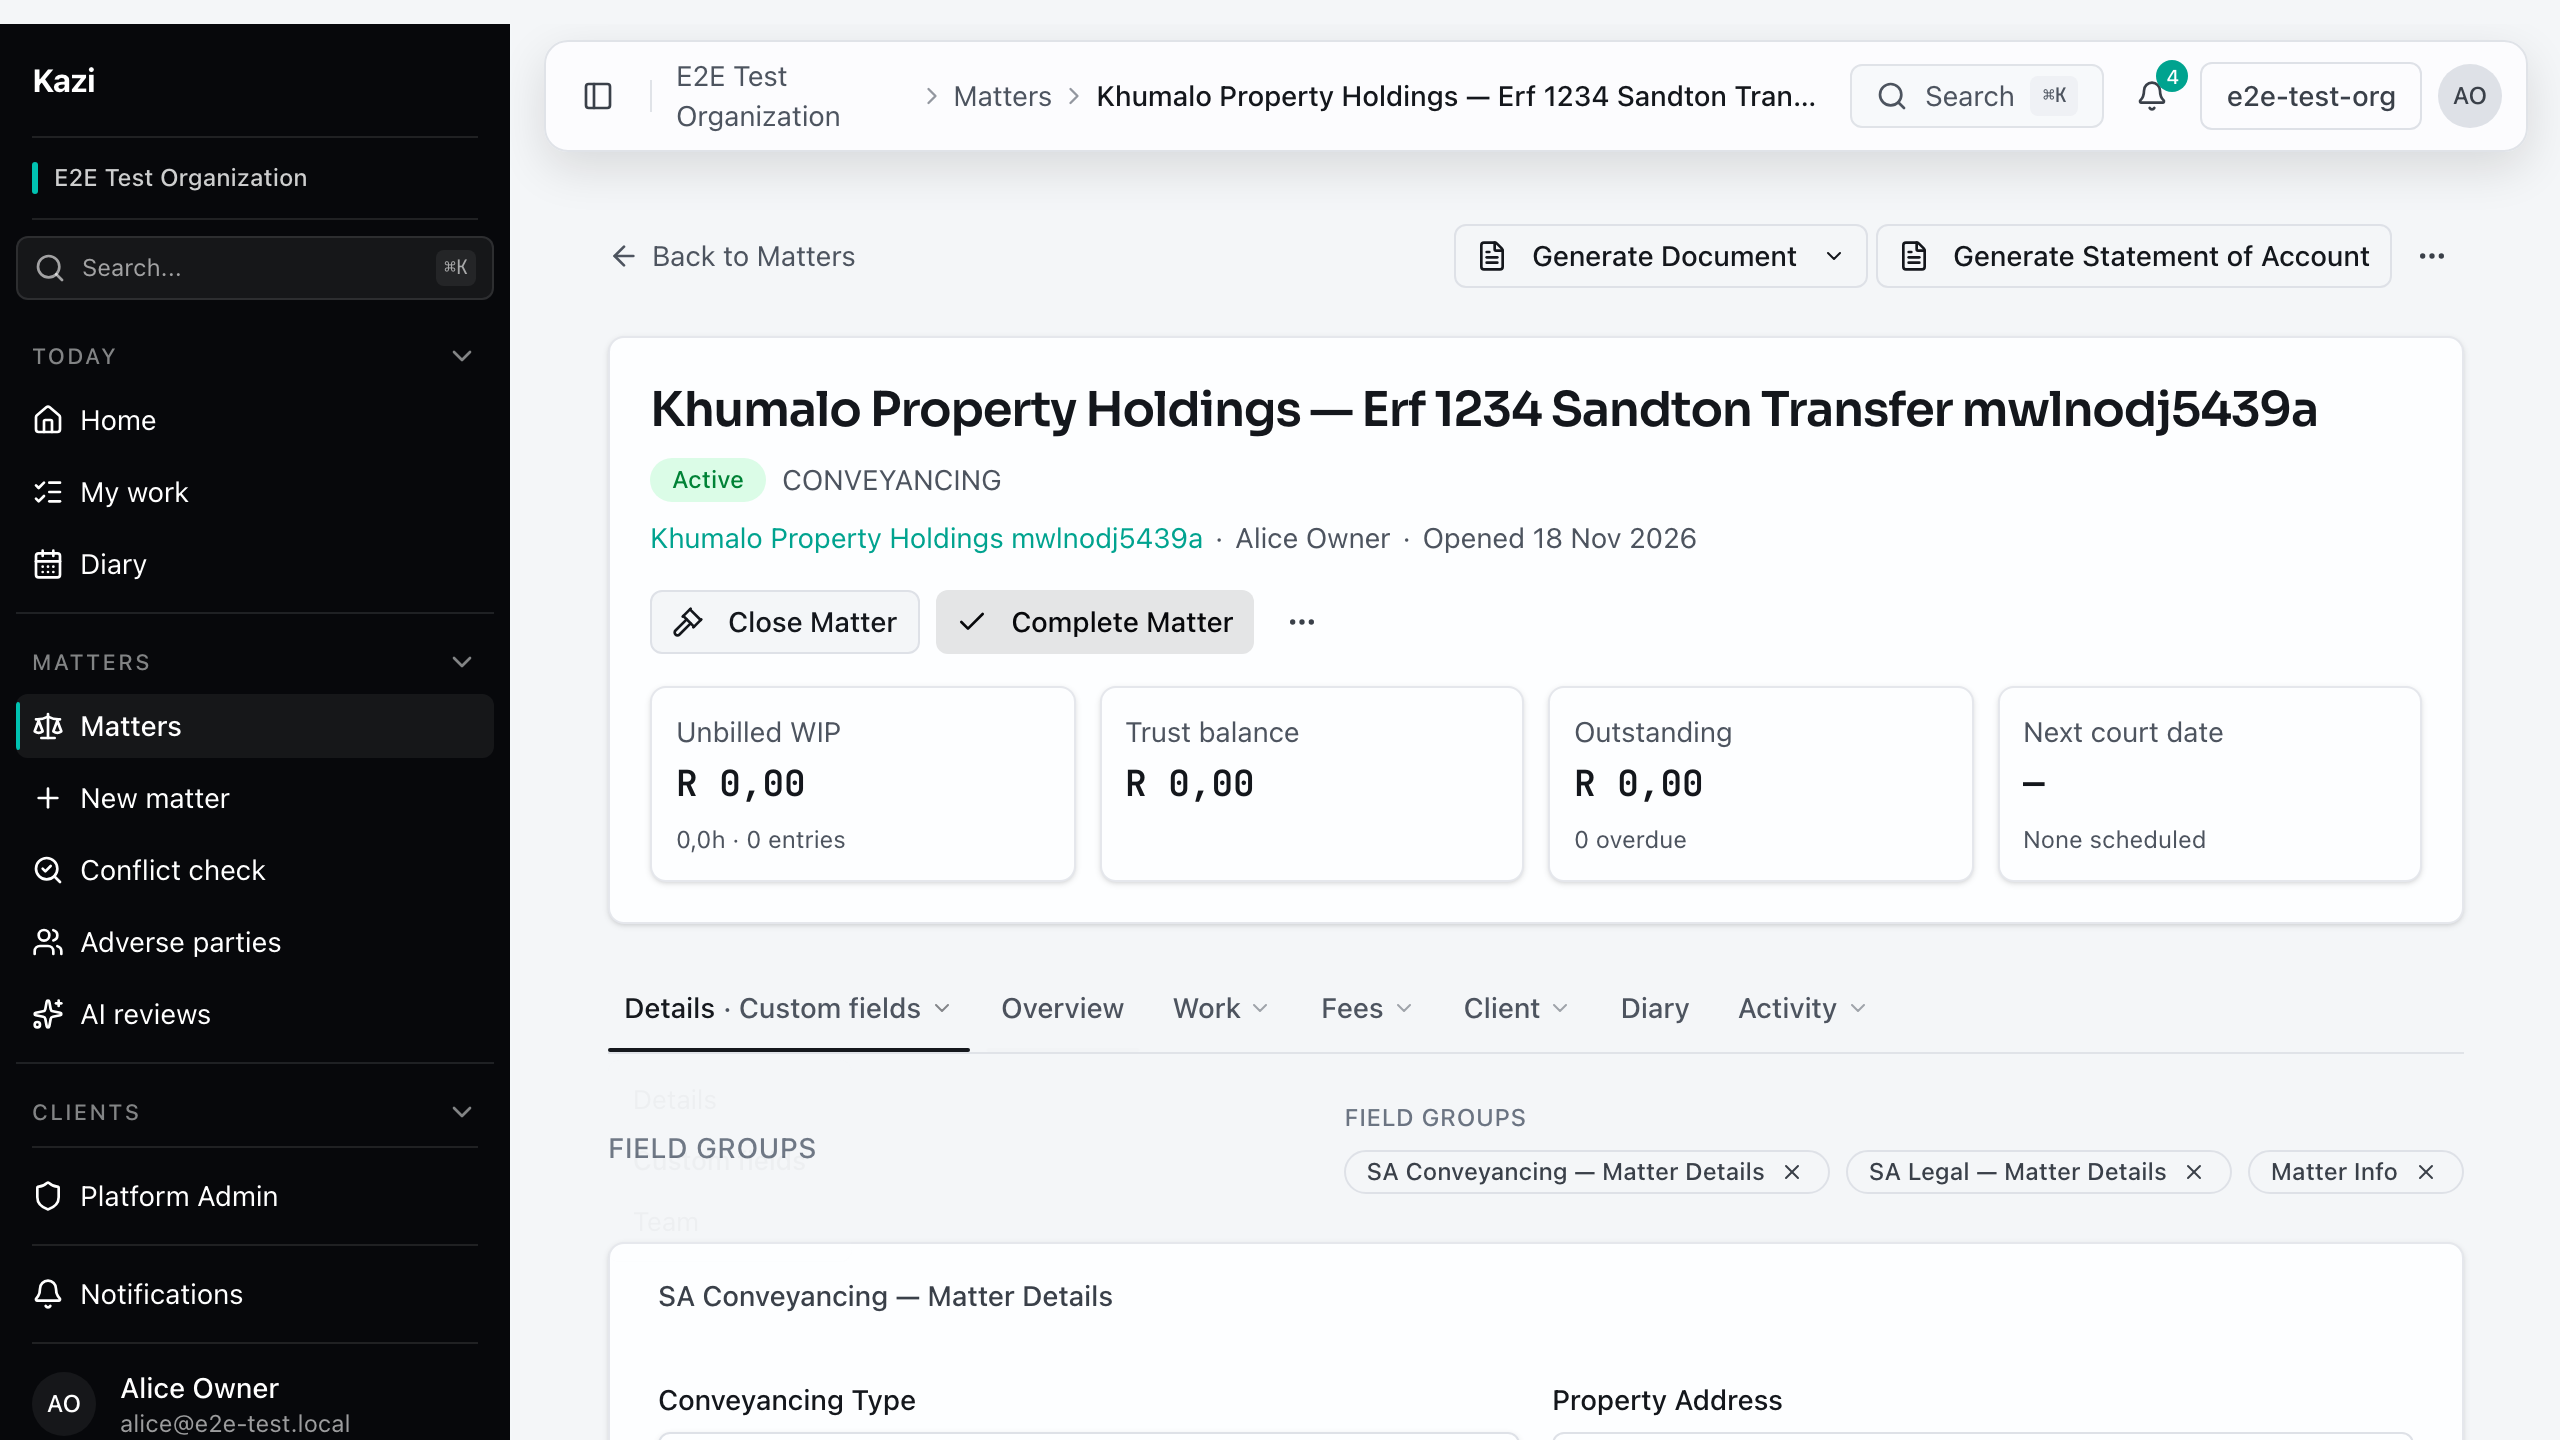 Kazi
E2E Test Organization
Search...
⌘K
TODAY
Home
My work
Diary
MATTERS
Matters
New matter
Conflict check
Adverse parties
AI reviews
CLIENTS
Platform Admin
Notifications
AO
Alice Owner
alice@e2e-test.local
E2E Test
Organization
Matters
Khumalo Property Holdings — Erf 1234 Sandton Tran...
Search
⌘K
4
e2e-test-org
AO
Back to Matters
Generate Document
Generate Statement of Account
Khumalo Property Holdings — Erf 1234 Sandton Transfer mwlnodj5439a
Active
CONVEYANCING
Khumalo Property Holdings mwlnodj5439a · Alice Owner · Opened 18 Nov 2026
Close Matter
Complete Matter
Unbilled WIP
R 0,00
0,0h · 0 entries
Trust balance
R 0,00
Outstanding
R 0,00
0 overdue
Next court date
—
None scheduled
Details · Custom fields
Overview
Work
Fees
Client
Diary
Activity
Details
FIELD GROUPS
Custom fields
Team
FIELD GROUPS
SA Conveyancing — Matter Details
SA Legal — Matter Details
Matter Info
SA Conveyancing — Matter Details
Conveyancing Type
Property Address